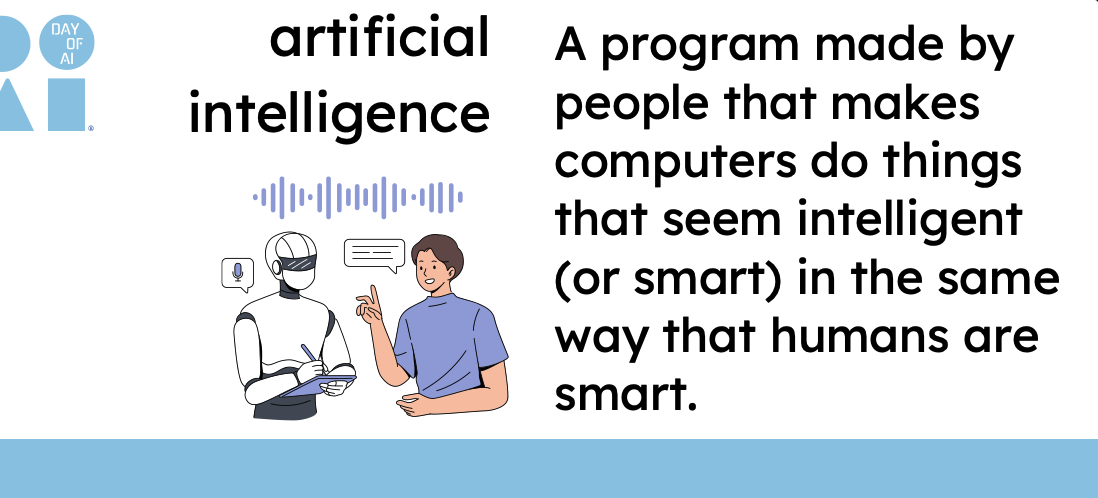 DAY
OF
AI
AI
®
artificial
intelligence
A program made by
people that makes
computers do things
that seem intelligent
(or smart) in the same
way that humans are
smart.